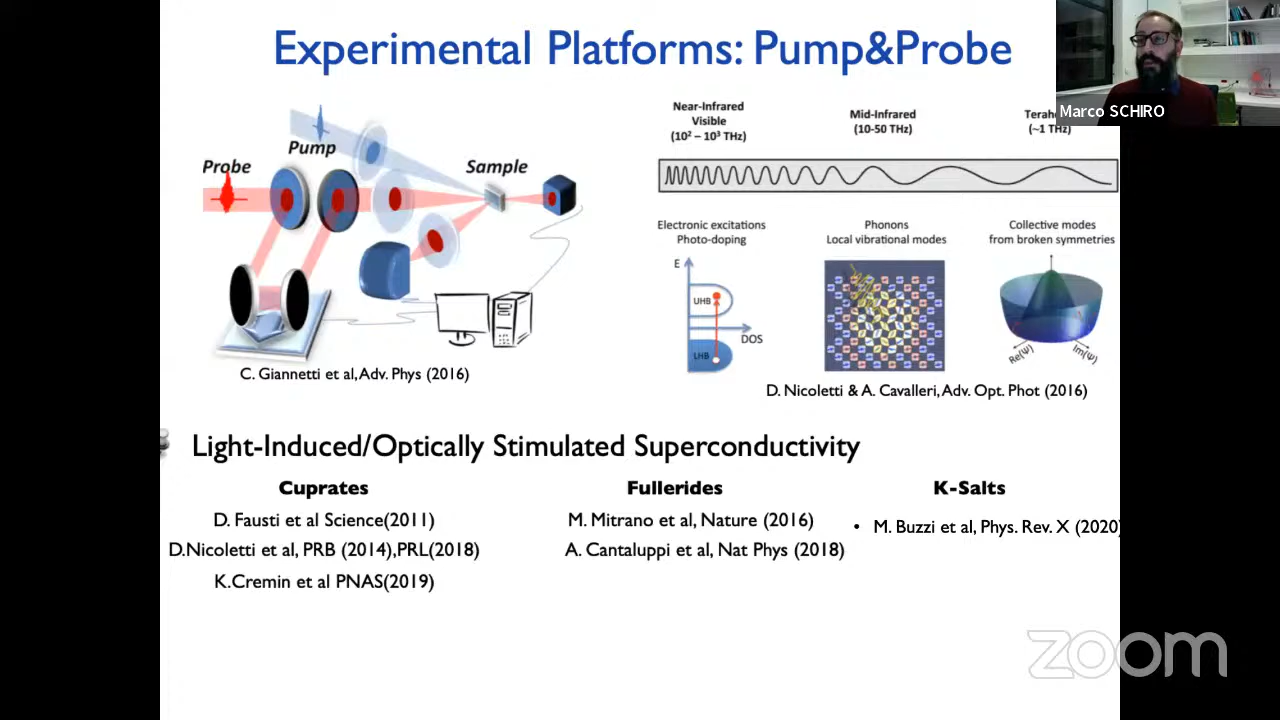 Experimental Platforms: Pump&Probe
Marco SCHIRO
Pump
Probe
Sample
C. Giannetti et al, Adv. Phys (2016)
Near-Infrared
Visible
(10² – 10³ THz)
Mid-Infrared
(10-50 THz)
(~1 THz)
Electronic excitations
Photo-doping
Phonons
Local vibrational modes
Collective modes
from broken symmetries
E
UHB
DOS
LHB
Re(Ψ)
Im(Ψ)
D. Nicoletti & A. Cavalleri, Adv. Opt. Phot (2016)
Light-Induced/Optically Stimulated Superconductivity
Cuprates
D. Fausti et al Science(2011)
D.Nicoletti et al, PRB (2014),PRL(2018)
K.Cremin et al PNAS(2019)
Fullerides
M. Mitrano et al, Nature (2016)
A. Cantaluppi et al, Nat Phys (2018)
K-Salts
• M. Buzzi et al, Phys. Rev. X (2020)
zoom